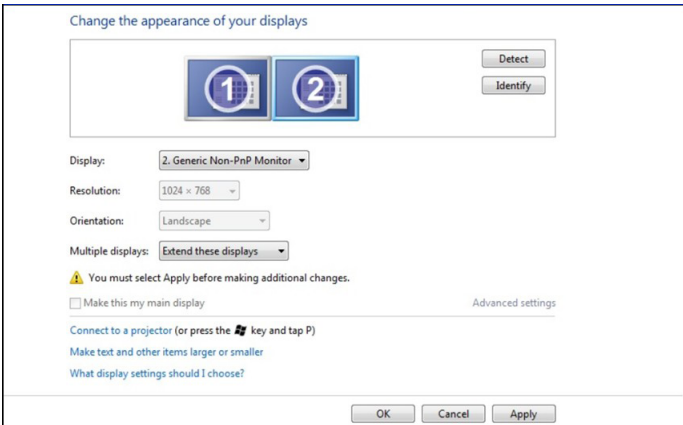 Change the appearance of your displays
1
2
Detect
Identify
Display:
2. Generic Non-PnP Monitor
Resolution:
1024 × 768
Orientation:
Landscape
Multiple displays:
Extend these displays
You must select Apply before making additional changes.
Make this my main display
Advanced settings
Connect to a projector (or press the key and tap P)
Make text and other items larger or smaller
What display settings should I choose?
OK
Cancel
Apply